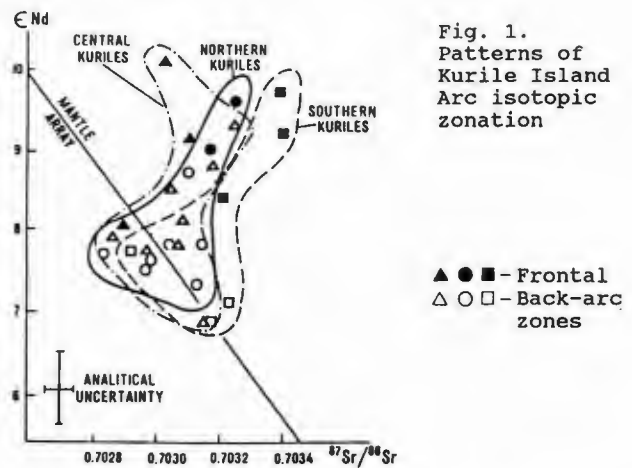 εNd
CENTRAL
KURILES
NORTHERN
KURILES
SOUTHERN
KURILES
MANTLE
ARRAY
10
9
8
7
6
ANALITICAL
UNCERTAINTY
0.7028
0.7030
0.7032
0.7034
⁸⁷Sr/⁸⁶Sr
Fig. 1.
Patterns of
Kurile Island
Arc isotopic
zonation
▲ ● ■ - Frontal
△ ○ □ - Back-arc
zones